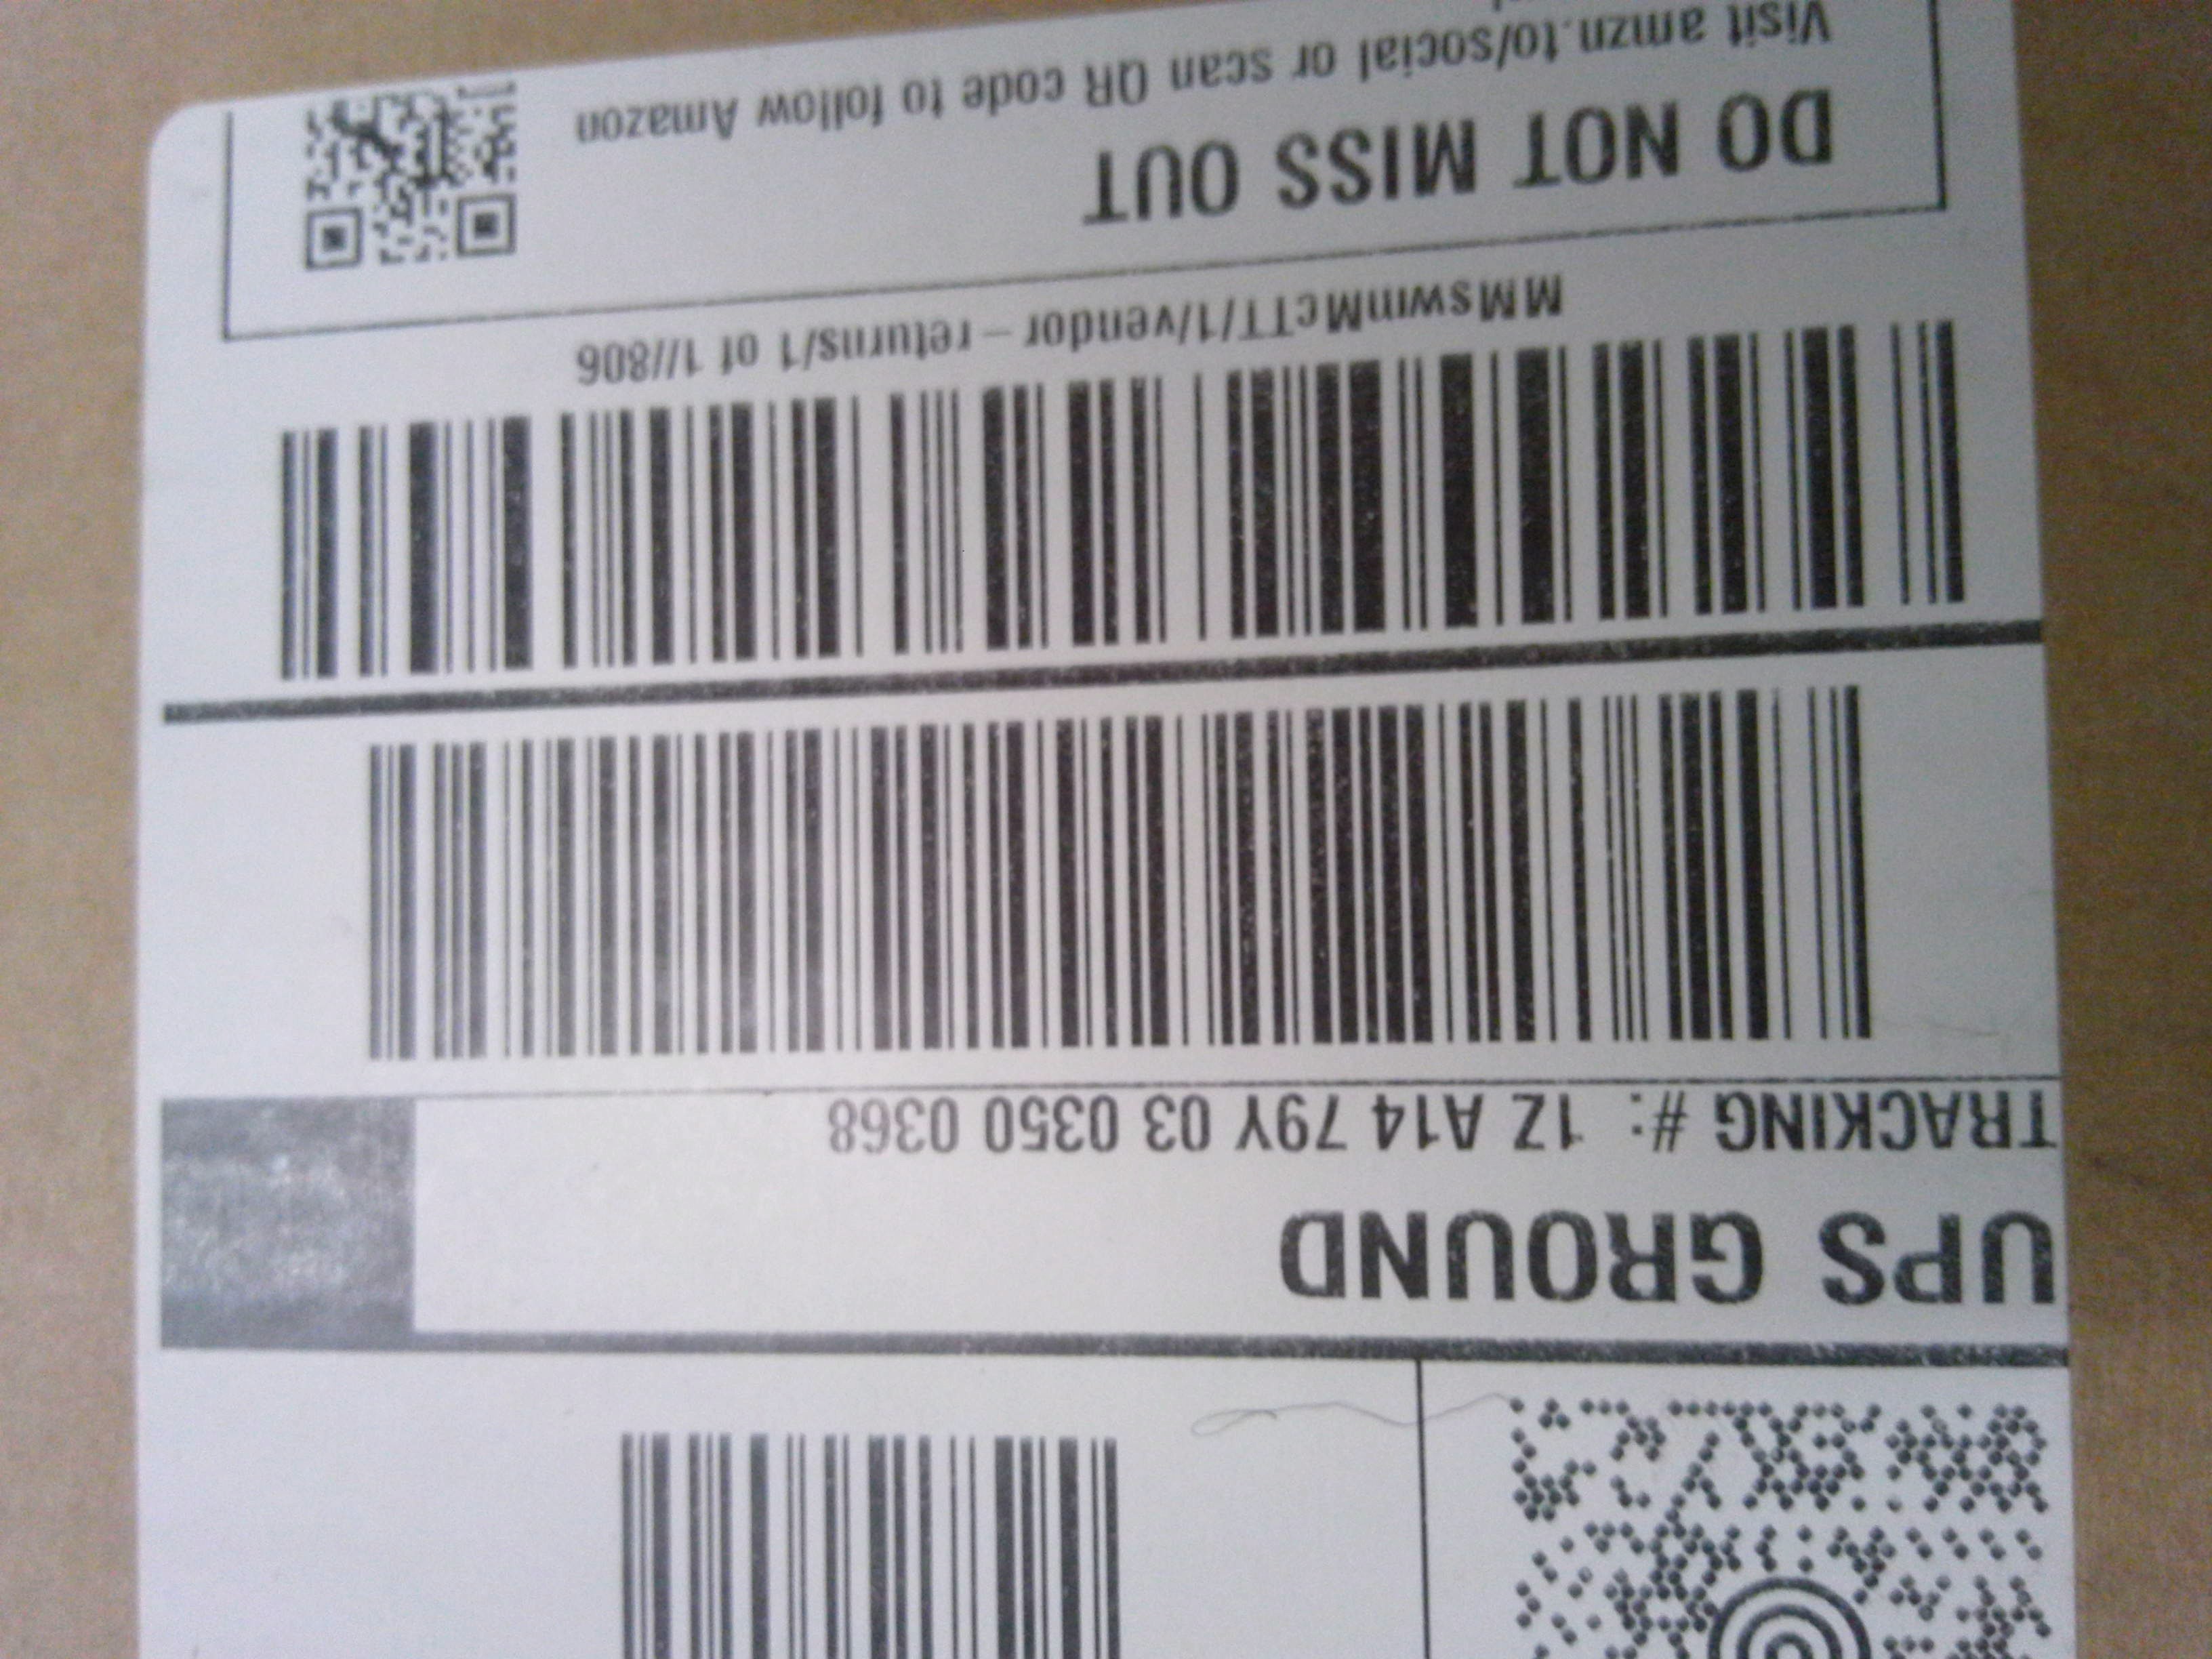 UPS GROUND
TRACKING #: 1Z A14 79Y 03 0350 0368
MMswmMcTT/1/vendor-returns/1 of 1//806
DO NOT MISS OUT
Visit amzn.to/social or scan QR code to follow Amazon